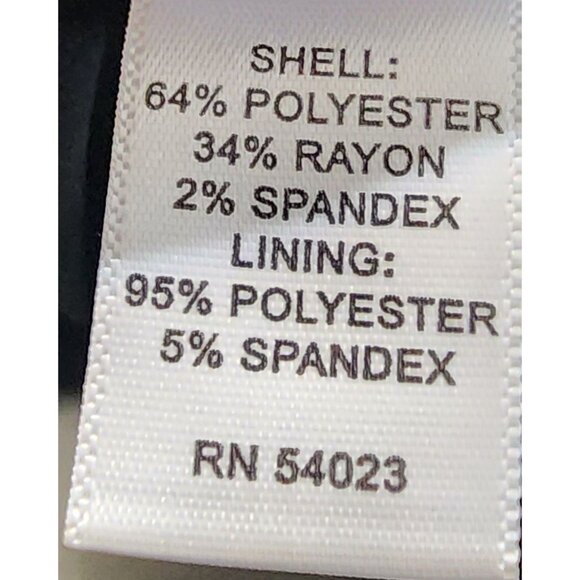 SHELL:
64% POLYESTER
34% RAYON
2% SPANDEX
LINING:
95% POLYESTER
5% SPANDEX
RN 54023